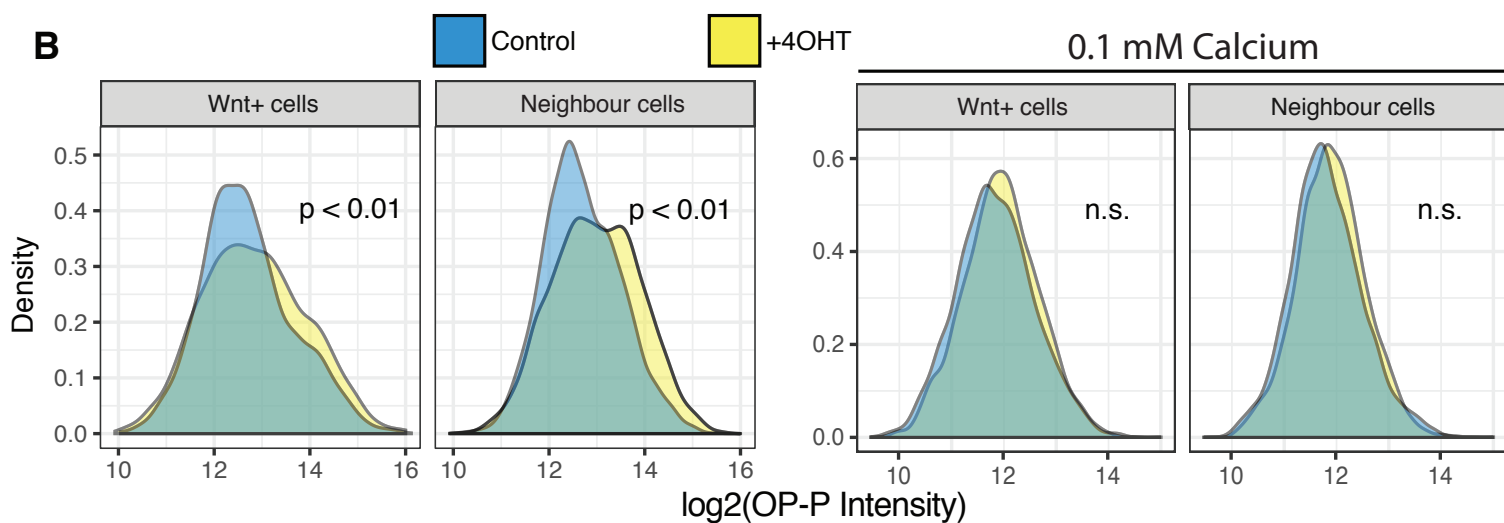 B
Control
+4OHT
0.1 mM Calcium
Wnt+ cells
Neighbour cells
Wnt+ cells
Neighbour cells
Density
0.5
0.4
0.3
0.2
0.1
0.0
p < 0.01
p < 0.01
0.6
0.4
0.2
0.0
n.s.
n.s.
10 12 14 16
10 12 14 16
10 12 14
10 12 14
log2(OP-P Intensity)